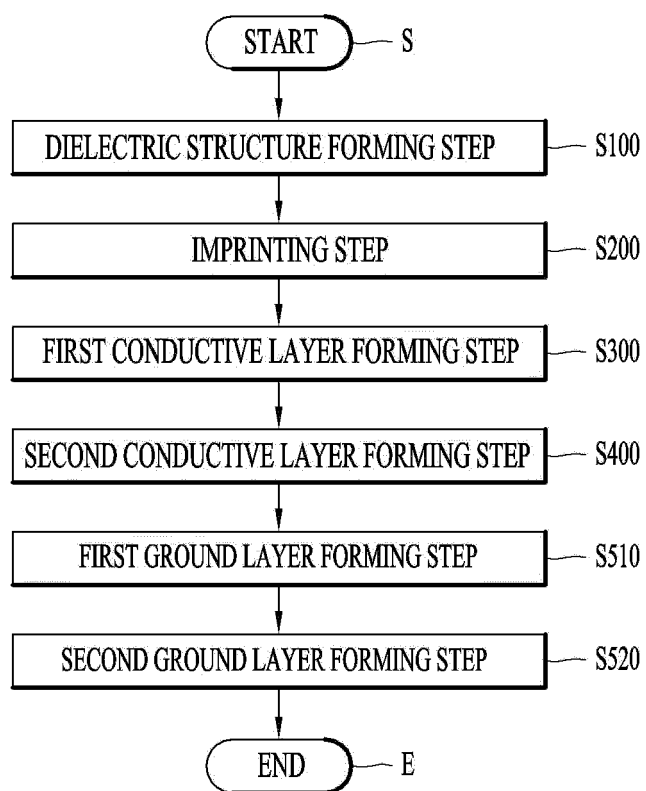 START S
DIELECTRIC STRUCTURE FORMING STEP S100
IMPRINTING STEP S200
FIRST CONDUCTIVE LAYER FORMING STEP S300
SECOND CONDUCTIVE LAYER FORMING STEP S400
FIRST GROUND LAYER FORMING STEP S510
SECOND GROUND LAYER FORMING STEP S520
END E